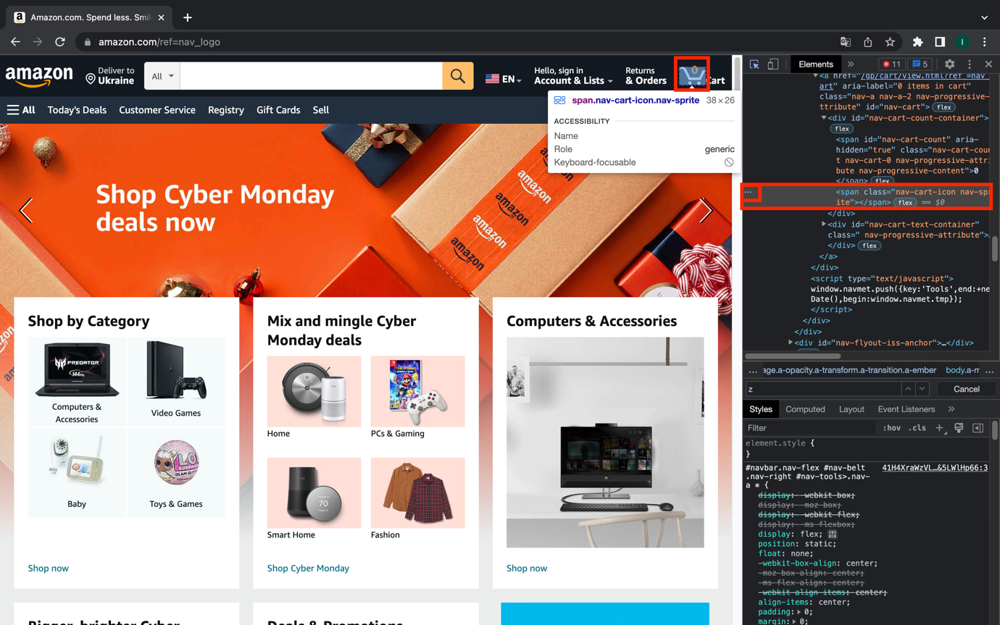 Amazon.com. Spend less. Smil
amazon.com/ref=nav_logo
amazon
Deliver to
Ukraine
All
EN
Hello, sign in
Account & Lists
Returns
& Orders
0
Cart
All
Today's Deals
Customer Service
Registry
Gift Cards
Sell
span.nav-cart-icon.nav-sprite
38 × 26
ACCESSIBILITY
Name
Role
generic
Keyboard-focusable
Shop Cyber Monday
deals now
amazon
amazon
amazon
amazon
Shop by Category
PREDATOR
144Hz
Computers &
Accessories
Video Games
Baby
Toys & Games
Shop now
Mix and mingle Cyber
Monday deals
Home
PCs & Gaming
70
Smart Home
Fashion
Shop Cyber Monday
Computers & Accessories
Shop now
Bigger, brighter Cyber
Deals & Promotions
Elements
11
5
<a href="/gp/cart/view.html?ref_=nav_
art" aria-label="0 items in cart"
class="nav-a nav-a-2 nav-progressive-
ttribute" id="nav-cart"> flex
<div id="nav-cart-count-container">
flex
<span id="nav-cart-count" aria-
hidden="true" class="nav-cart-coun
t nav-cart-0 nav-progressive-attri
bute nav-progressive-content">0
</span> flex
… <span class="nav-cart-icon nav-spr
ite"></span> flex == $0
</div>
<div id="nav-cart-text-container"
class=" nav-progressive-attribute">…
</div> flex
</a>
</div>
<script type="text/javascript">
window.navmet.push({key:'Tools',end:+ne
Date(),begin:window.navmet.tmp});
</script>
</div>
</div>
<div id="nav-flyout-iss-anchor">…</div>
… age.a-opacity.a-transform.a-transition.a-ember body.a-m …
z
Cancel
Styles
Computed
Layout
Event Listeners
Filter
:hov
.cls
element.style {
}
#navbar.nav-flex #nav-belt
.nav-right #nav-tools>.nav-
a * {
41H4XraWzVL…&5LWlHp66:3
display: -webkit-box;
display: -moz-box;
display: -webkit-flex;
display: -ms-flexbox;
display: flex;
position: static;
float: none;
-webkit-box-align: center;
-moz-box-align: center;
-ms-flex-align: center;
-webkit-align-items: center;
align-items: center;
padding: 0;
margin: 0;